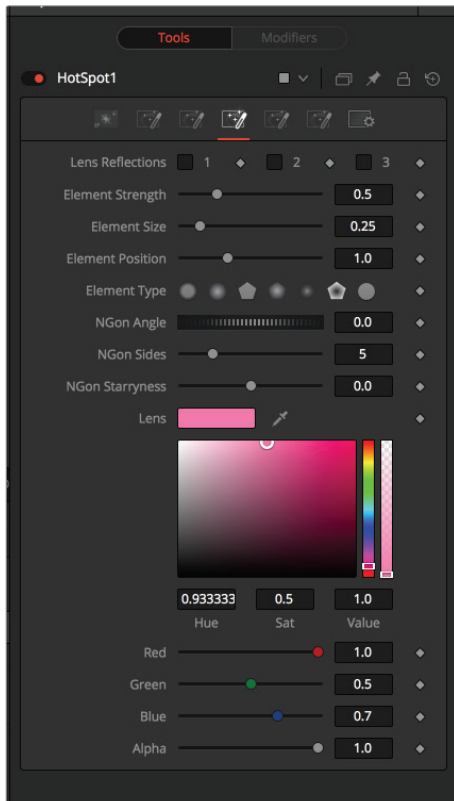 Tools Modifiers
HotSpot1
Lens Reflections 1 2 3
Element Strength 0.5
Element Size 0.25
Element Position 1.0
Element Type
NGon Angle 0.0
NGon Sides 5
NGon Starryness 0.0
Lens
0.933333 0.5 1.0
Hue Sat Value
Red 1.0
Green 0.5
Blue 0.7
Alpha 1.0